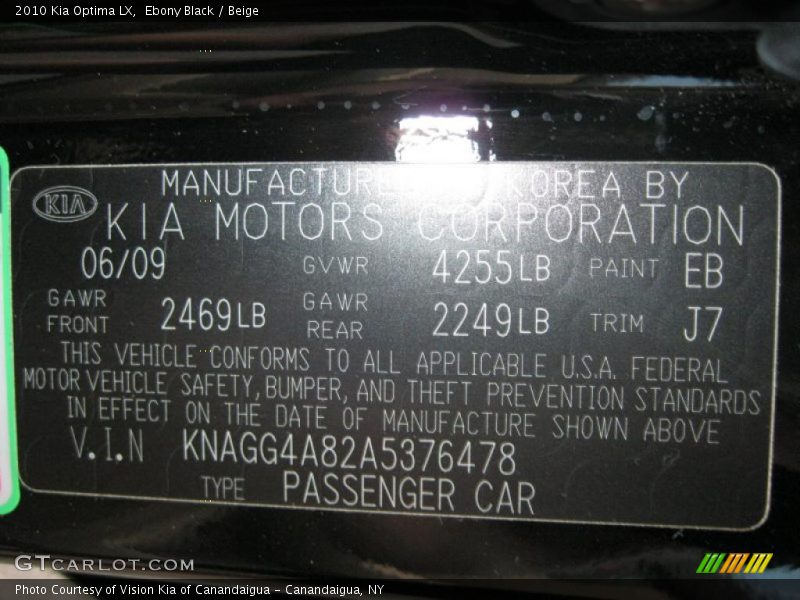 2010 Kia Optima LX, Ebony Black / Beige
MANUFACTURE KOREA BY
KIA KIA MOTORS CORPORATION
06/09 GVWR 4255LB PAINT EB
GAWR FRONT 2469LB GAWR REAR 2249LB TRIM J7
THIS VEHICLE CONFORMS TO ALL APPLICABLE U.S.A. FEDERAL
MOTOR VEHICLE SAFETY, BUMPER, AND THEFT PREVENTION STANDARDS
IN EFFECT ON THE DATE OF MANUFACTURE SHOWN ABOVE
V.I.N KNAGG4A82A5376478
TYPE PASSENGER CAR
GTCARLOT.COM
Photo Courtesy of Vision Kia of Canandaigua - Canandaigua, NY